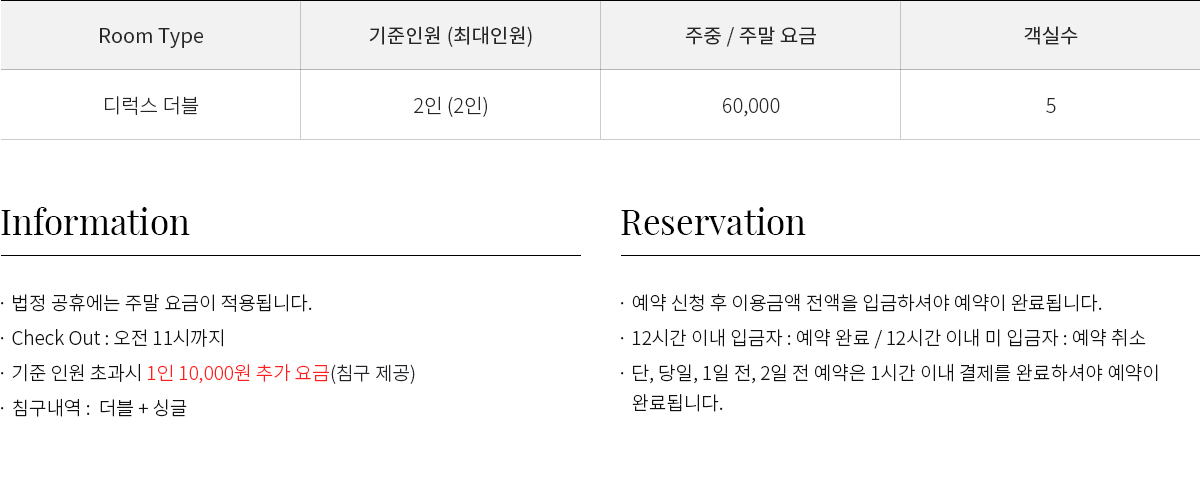 Room Type 기준인원 (최대인원) 주중 / 주말 요금 객실수
디럭스 더블 2인 (2인) 60,000 5
Information
· 법정 공휴에는 주말 요금이 적용됩니다.
· Check Out : 오전 11시까지
· 기준 인원 초과시 1인 10,000원 추가 요금(침구 제공)
· 침구내역 : 더블 + 싱글
Reservation
· 예약 신청 후 이용금액 전액을 입금하셔야 예약이 완료됩니다.
· 12시간 이내 입금자 : 예약 완료 / 12시간 이내 미 입금자 : 예약 취소
· 단, 당일, 1일 전, 2일 전 예약은 1시간 이내 결제를 완료하셔야 예약이
완료됩니다.